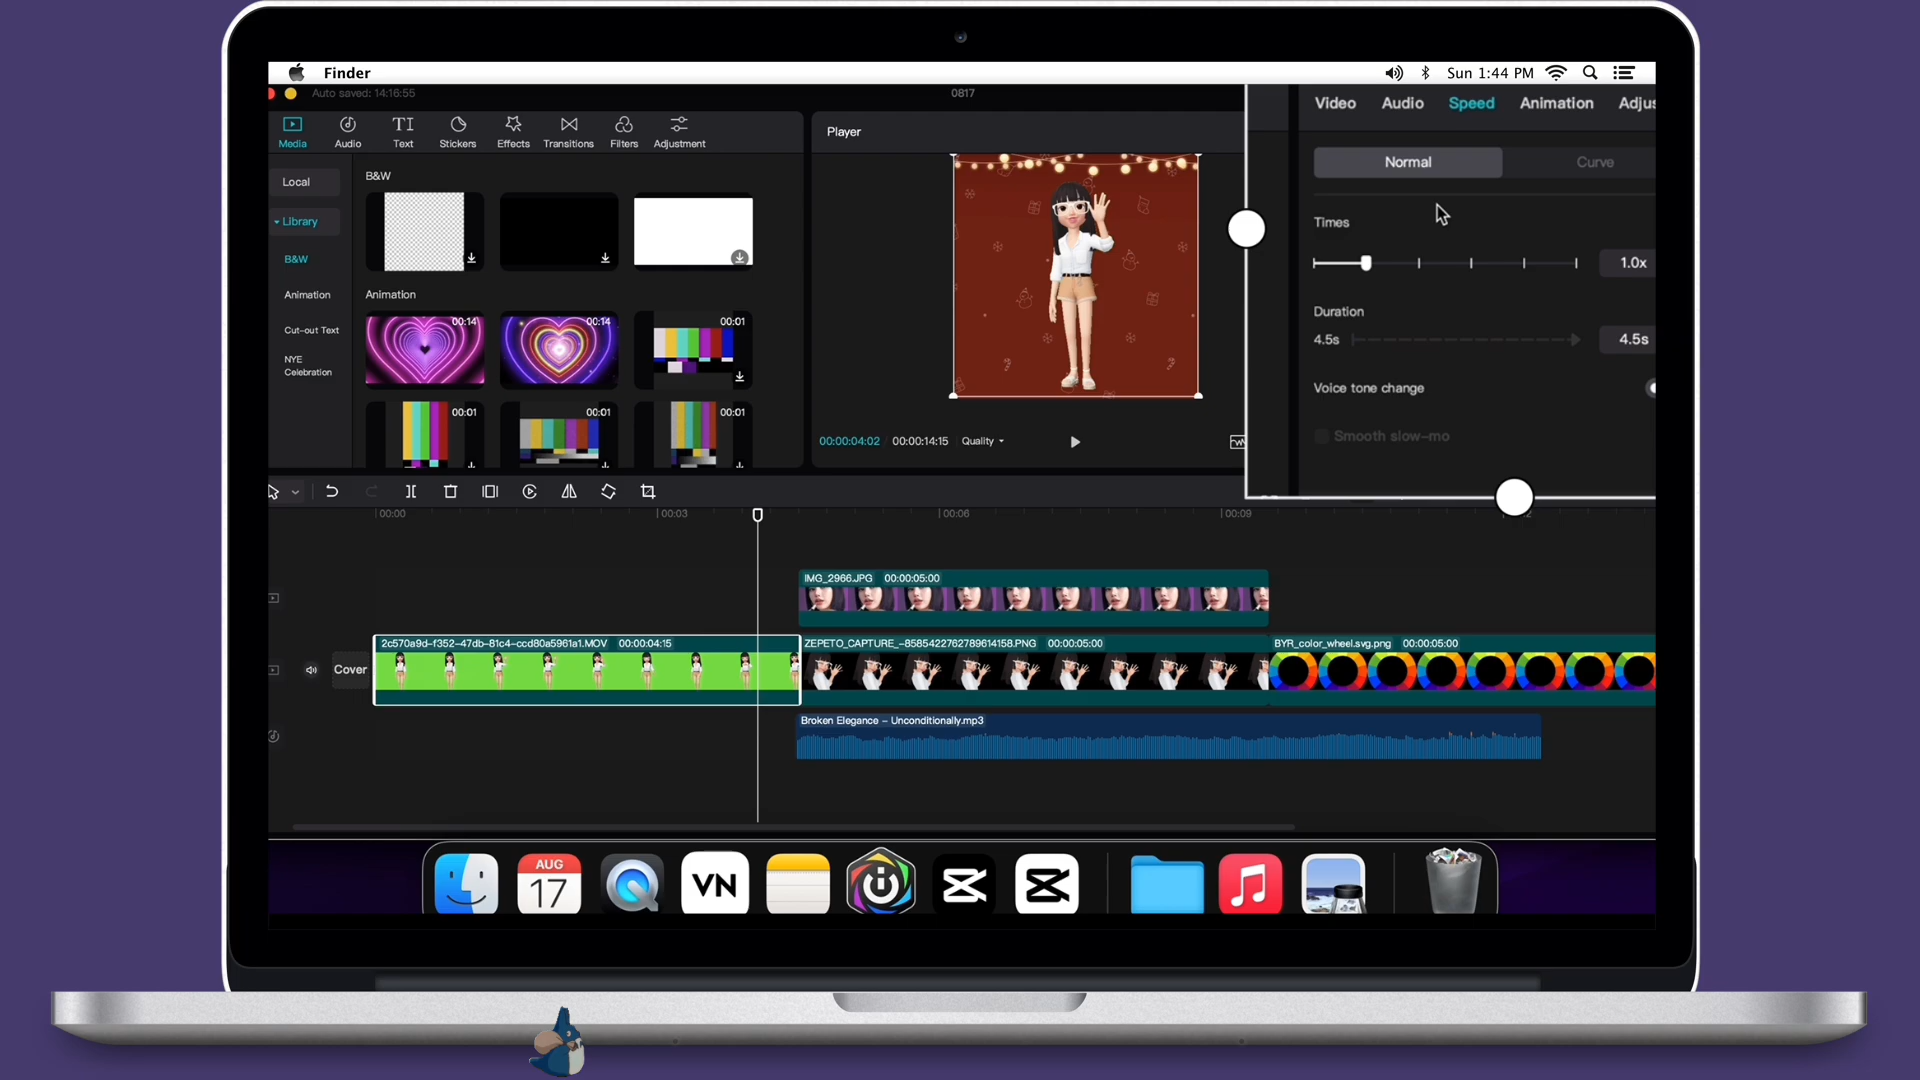 Finder
Sun 1:44 PM
Auto saved: 14:16:55
0817
Media
Audio
TI
Text
Stickers
Effects
Transitions
Filters
Adjustment
Player
Video
Audio
Speed
Animation
Adjus
Local
Library
B&W
Animation
Cut-out Text
NYE
Celebration
B&W
Animation
00:14
00:14
00:01
00:01
00:01
00:01
Normal
Curve
Times
1.0x
Duration
4.5s
4.5s
Voice tone change
Smooth slow-mo
00:00:04:02
00:00:14:15
Quality
00:00
00:03
00:06
00:09
IMG_2966.JPG 00:00:05:00
Cover
2c570a9d-f352-47db-81c4-ccd80a5961a1.MOV 00:00:04:15
ZEPETO_CAPTURE_-8585422762789614158.PNG 00:00:05:00
BYR_color_wheel.svg.png 00:00:05:00
Broken Elegance - Unconditionally.mp3
AUG
17
VN